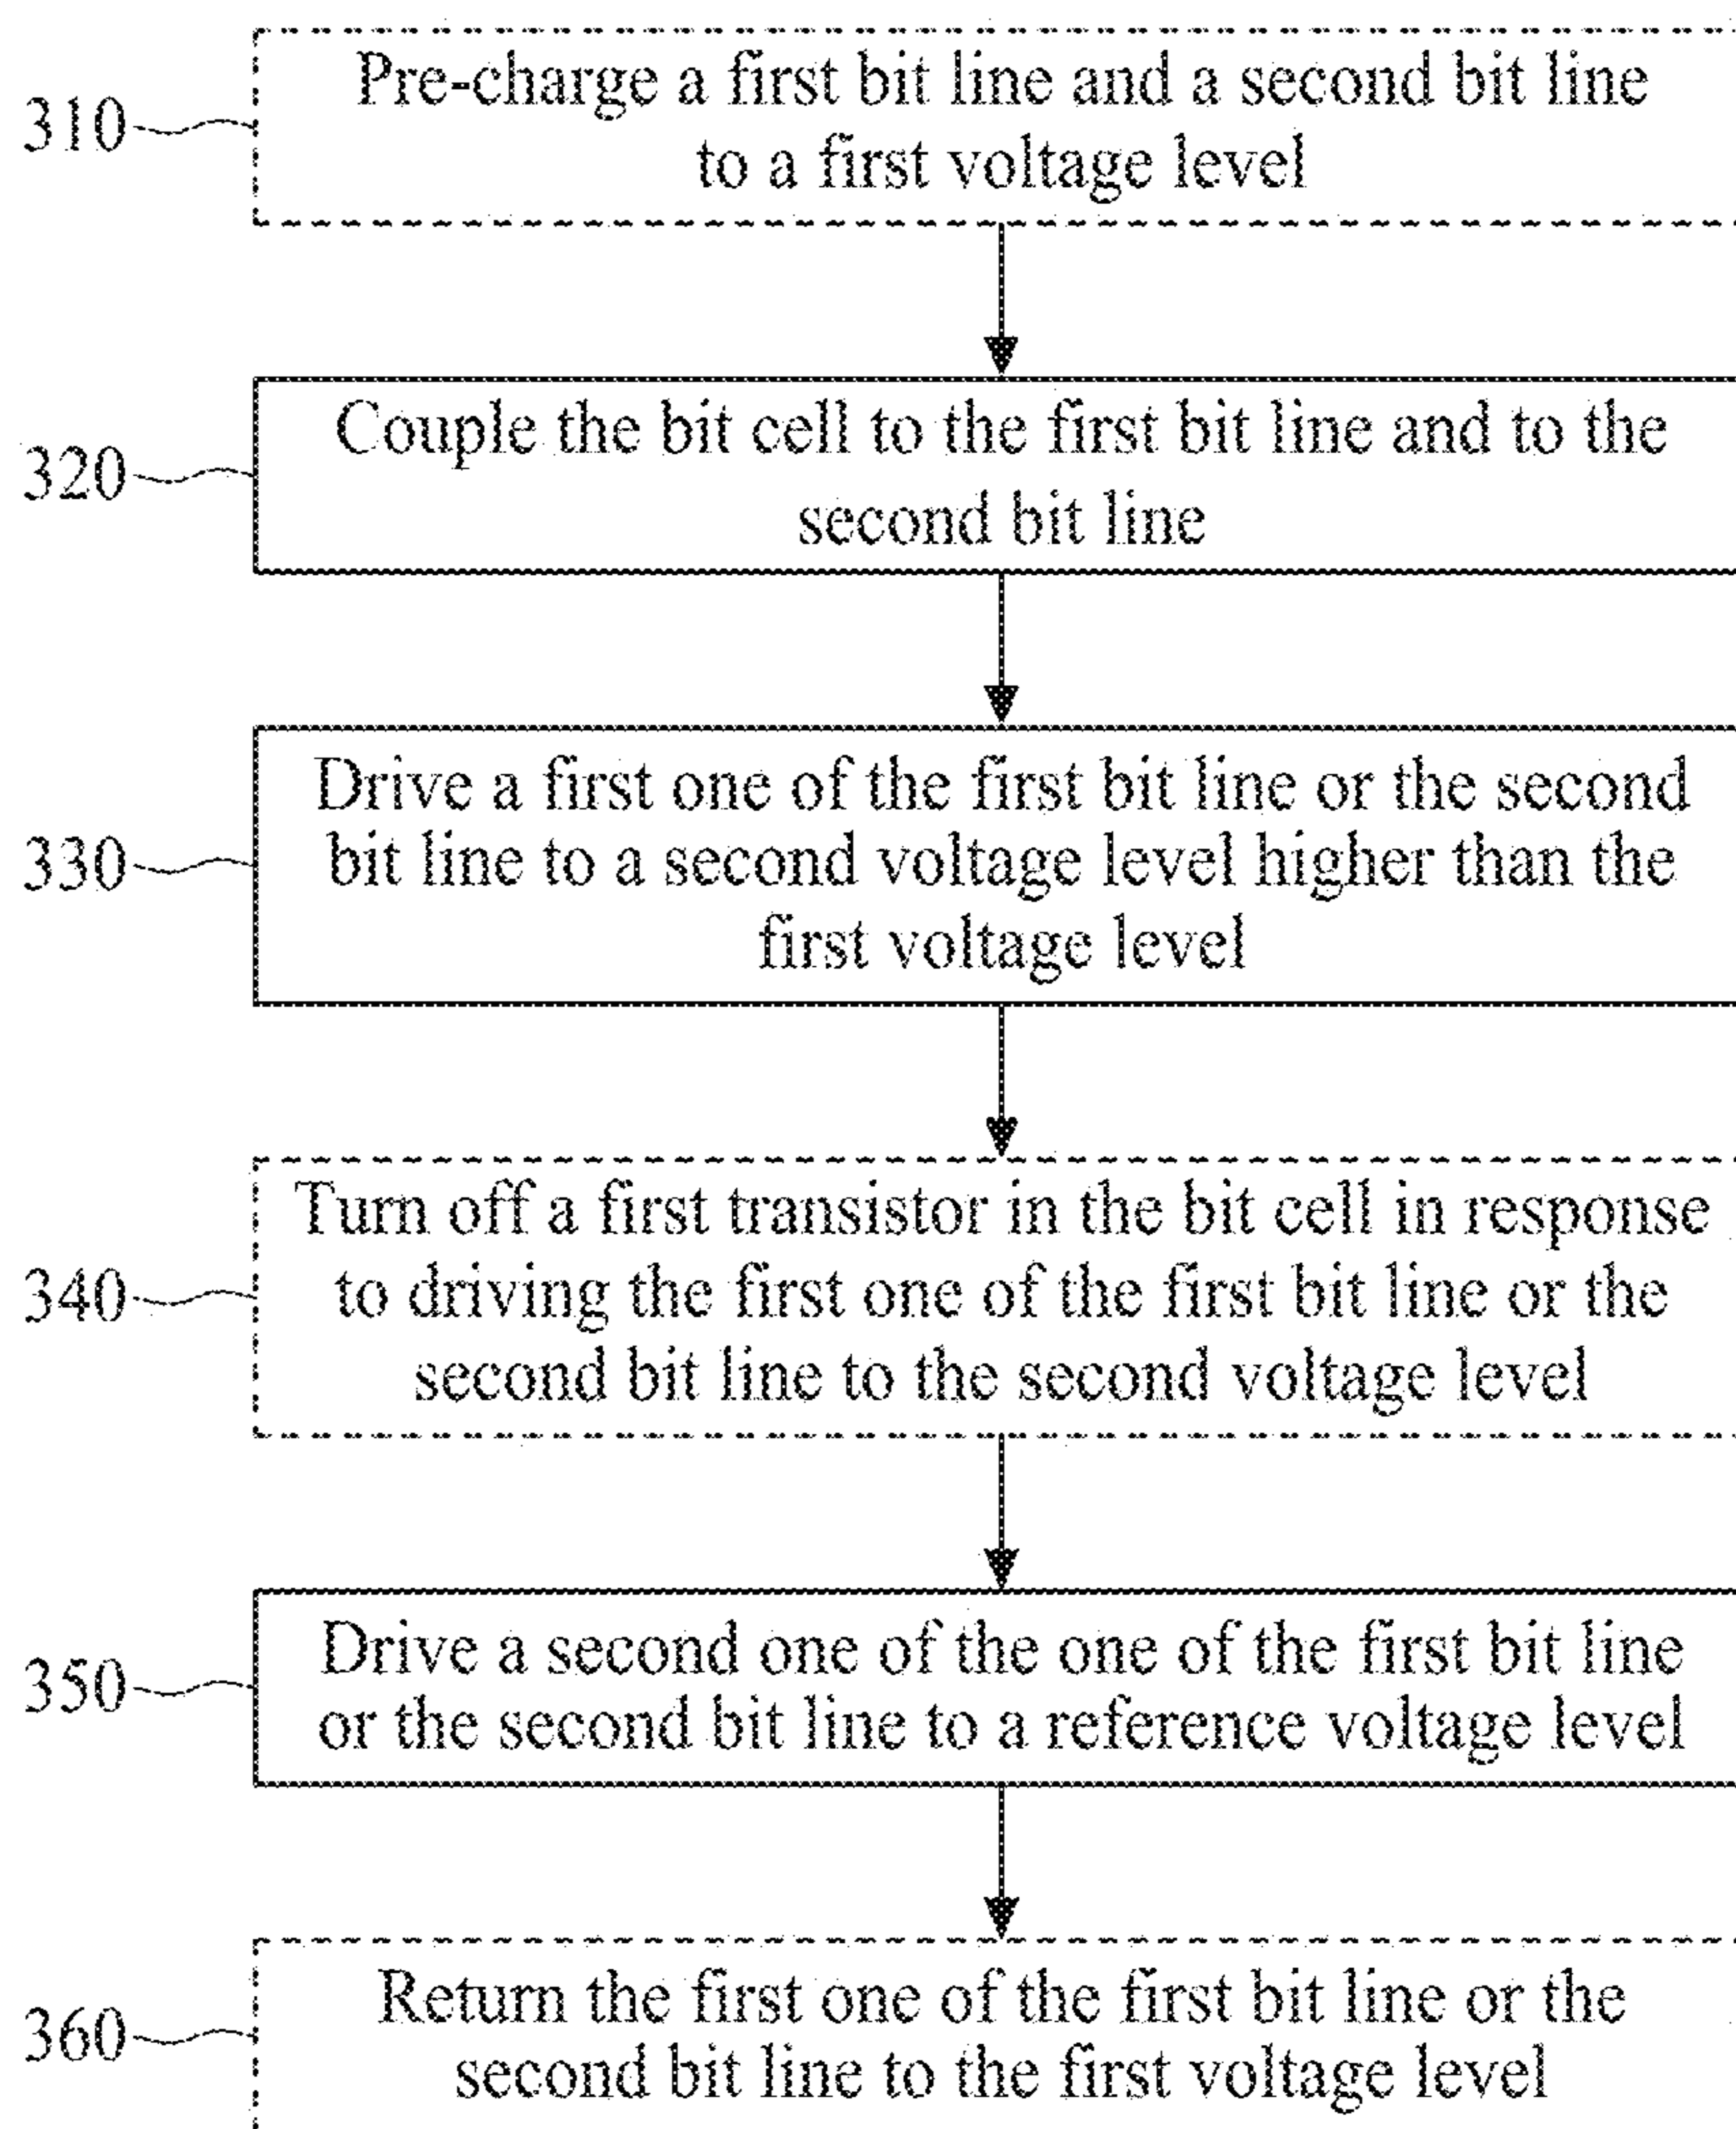 310
Pre-charge a first bit line and a second bit line
to a first voltage level
320
Couple the bit cell to the first bit line and to the
second bit line
330
Drive a first one of the first bit line or the second
bit line to a second voltage level higher than the
first voltage level
340
Turn off a first transistor in the bit cell in response
to driving the first one of the first bit line or the
second bit line to the second voltage level
350
Drive a second one of the one of the first bit line
or the second bit line to a reference voltage level
360
Return the first one of the first bit line or the
second bit line to the first voltage level